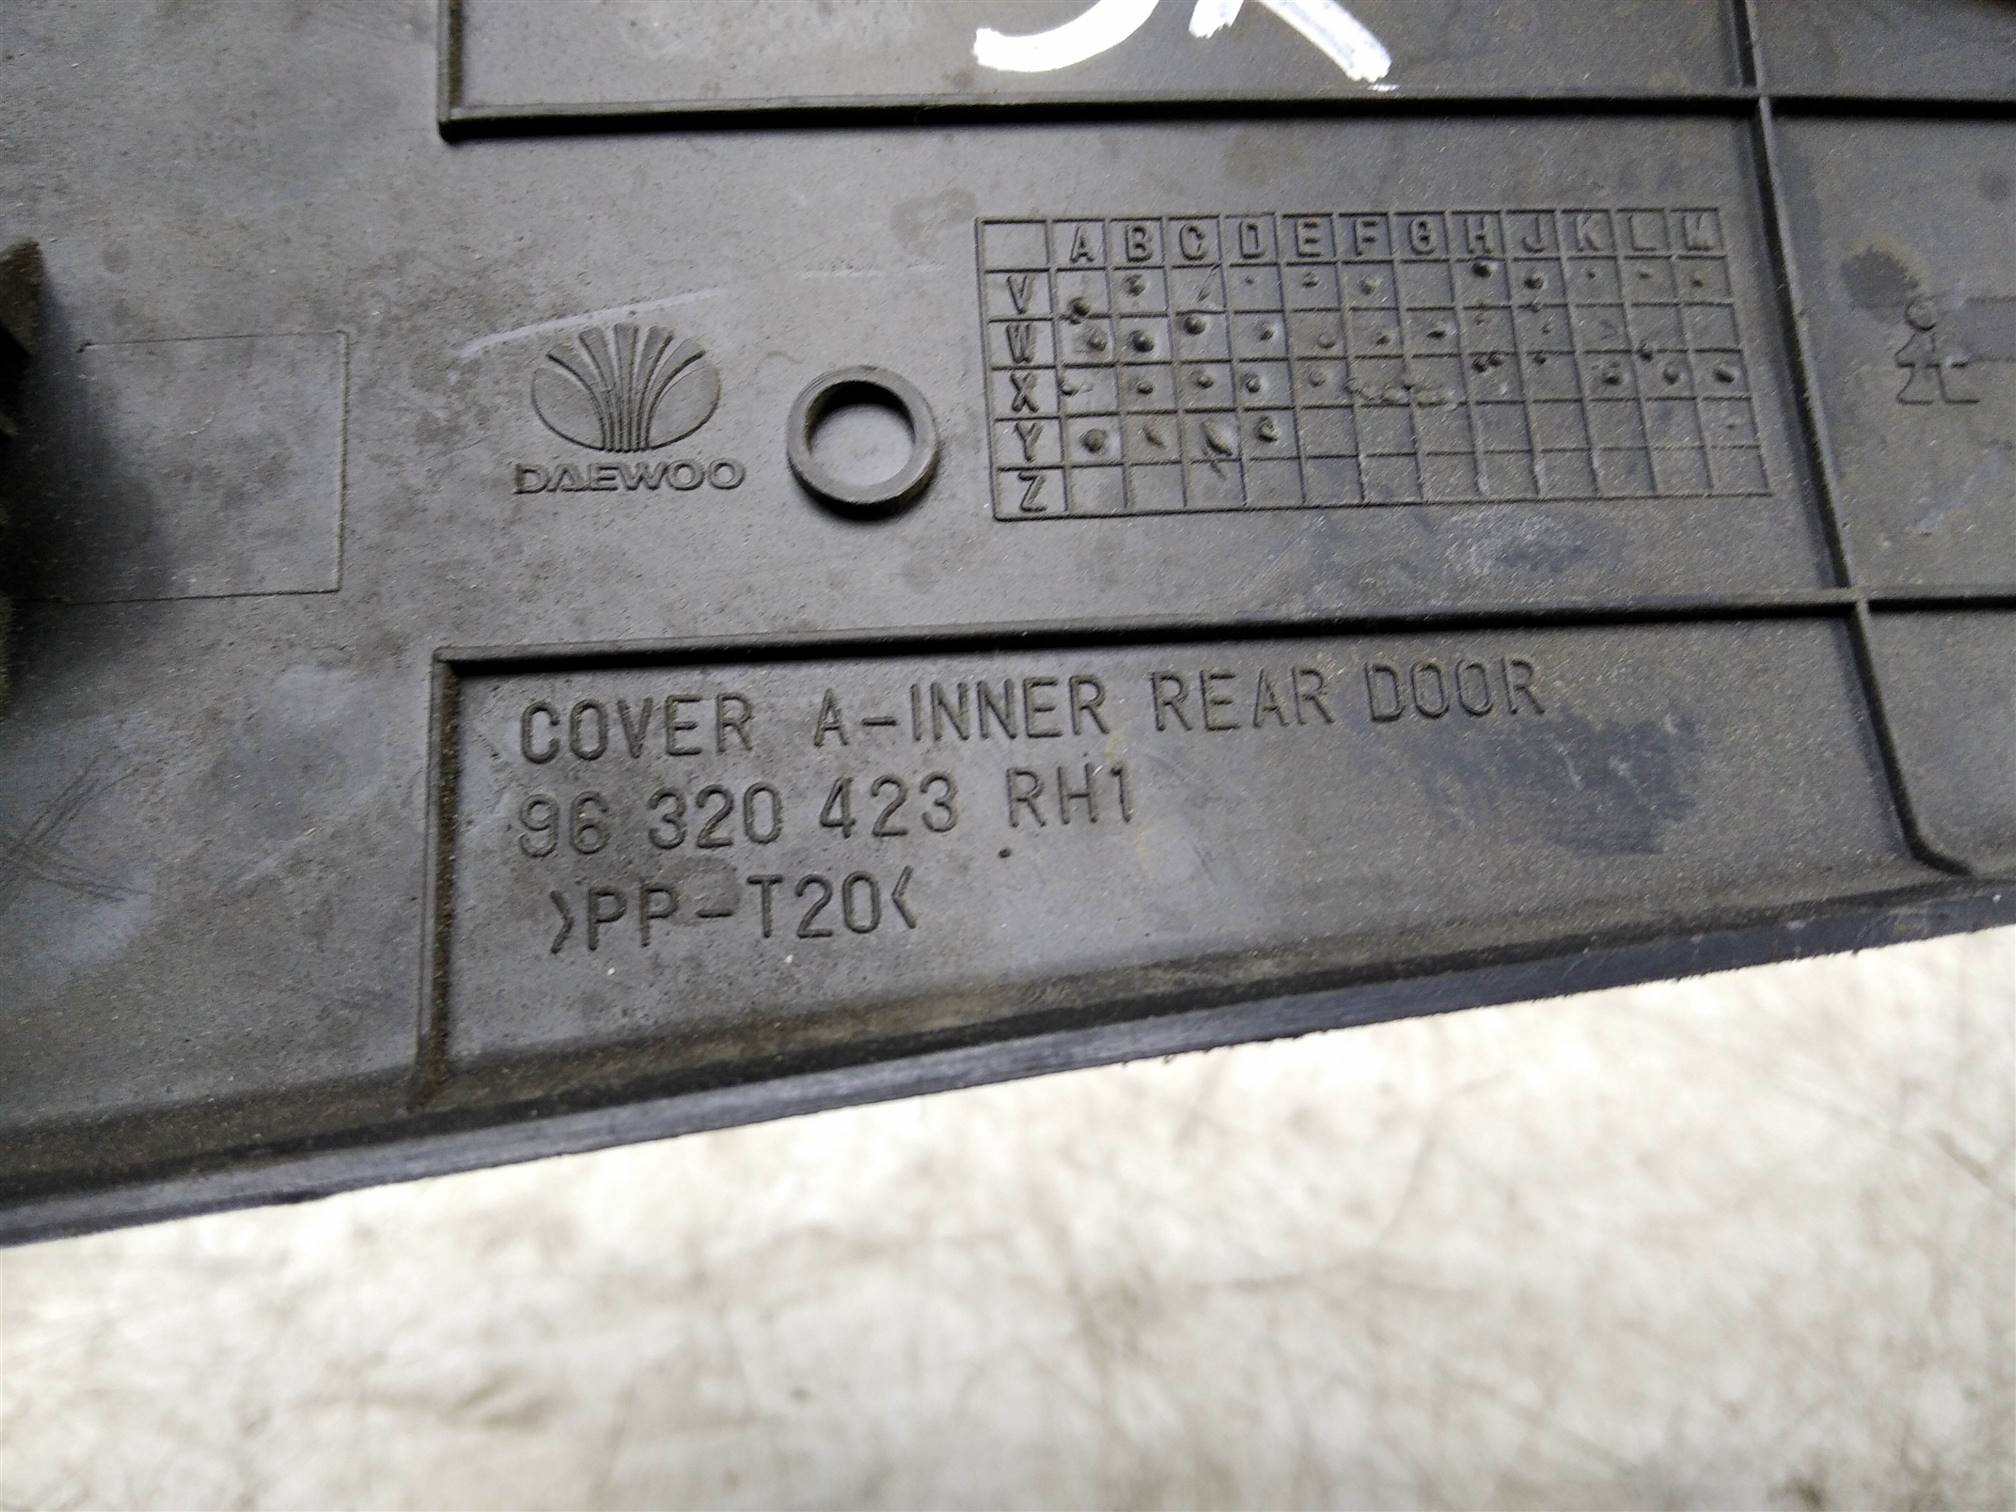 A B C D E F G H J K L M
V
W
X
Y
Z
DAEWOO
COVER A-INNER REAR DOOR
96 320 423 RH1
>PP-T20<